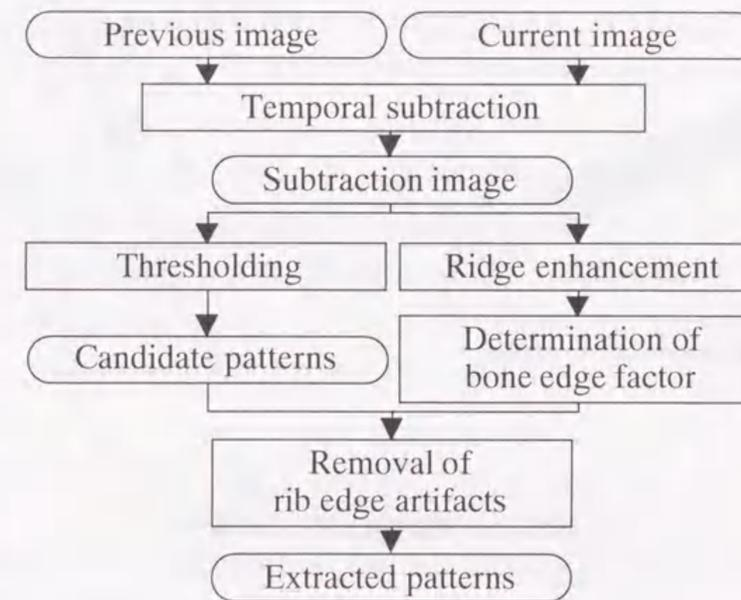 Previous image
Current image
Temporal subtraction
Subtraction image
Thresholding
Ridge enhancement
Candidate patterns
Determination of
bone edge factor
Removal of
rib edge artifacts
Extracted patterns